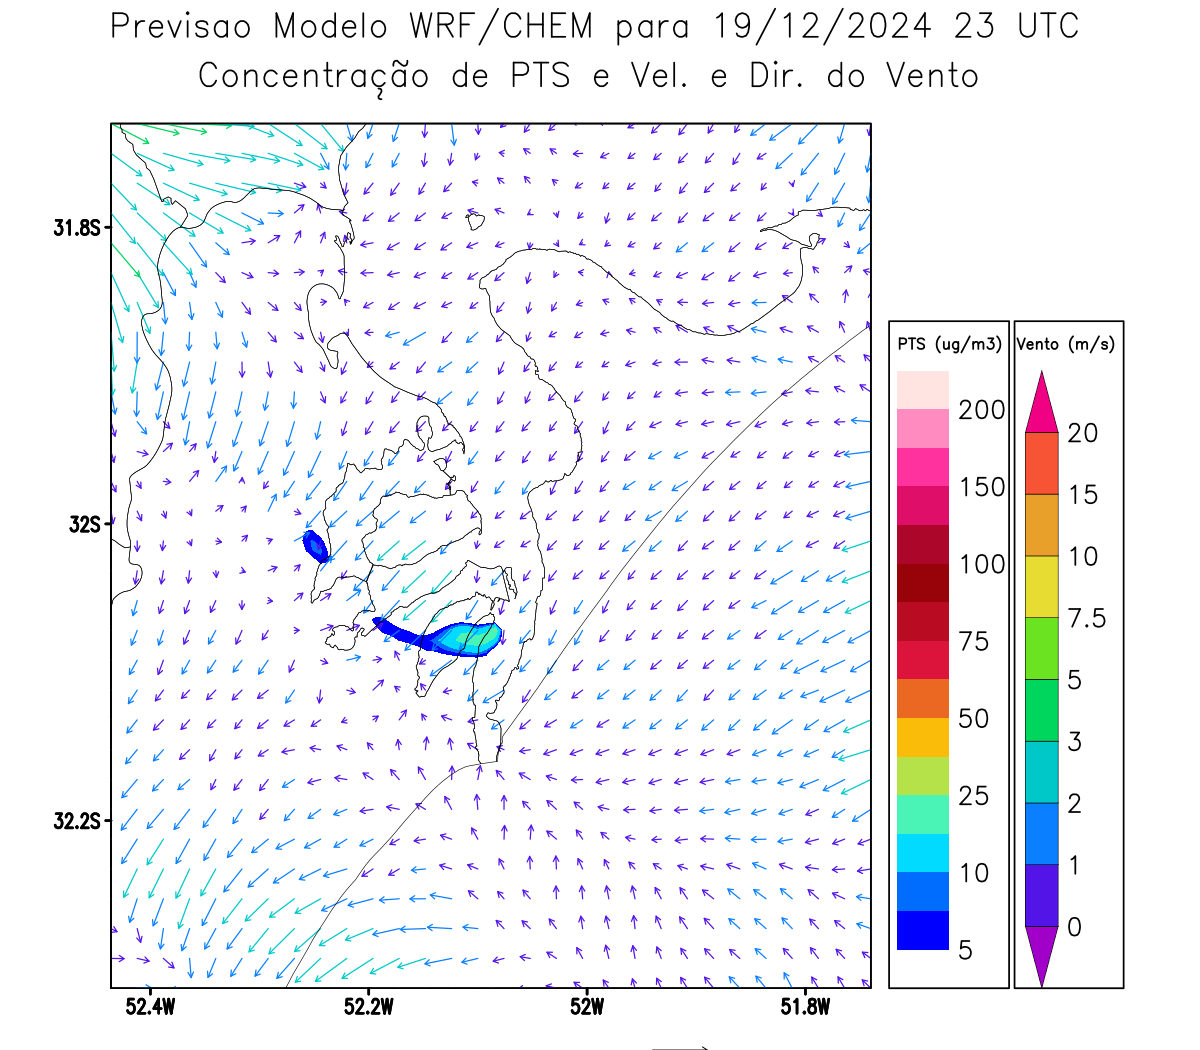 Previsao Modelo WRF/CHEM para 19/12/2024 23 UTC
Concentração de PTS e Vel. e Dir. do Vento
31.8S
32S
32.2S
52.4W
52.2W
52W
51.8W
PTS (ug/m3)
200
150
100
75
50
25
10
5
Vento (m/s)
20
15
10
7.5
5
3
2
1
0